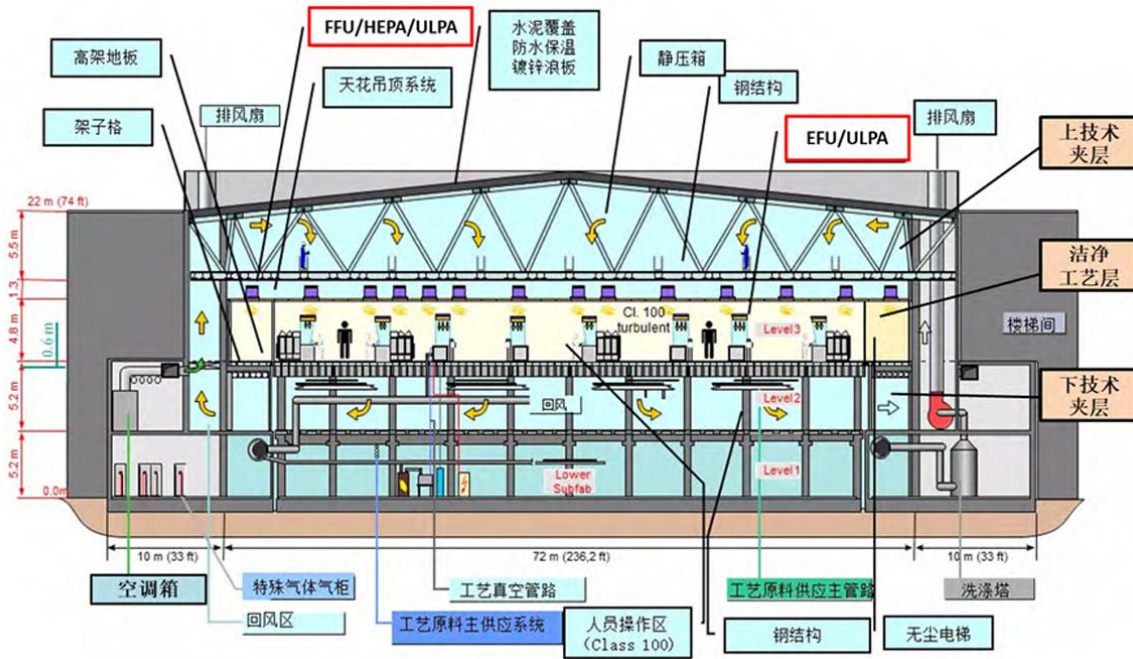 FFU/HEPA/ULPA
水泥覆盖
防水保温
镀锌浪板
高架地板
静压箱
天花吊顶系统
钢结构
排风扇
架子格
EFU/ULPA
排风扇
上技术
夹层
22 m (74 ft)
5.5 m
1.3
4.8 m
0.6 m
5.2 m
5.2 m
0.0m
Cl. 100
turbulent
Level3
洁净
工艺层
楼梯间
下技术
夹层
回风
Level2
Lower
Subfab
Level1
10 m (33 ft)
72 m (236,2 ft)
10 m (33 ft)
空调箱
特殊气体气柜
工艺真空管路
工艺原料供应主管路
洗涤塔
回风区
工艺原料主供应系统
人员操作区
(Class 100)
钢结构
无尘电梯